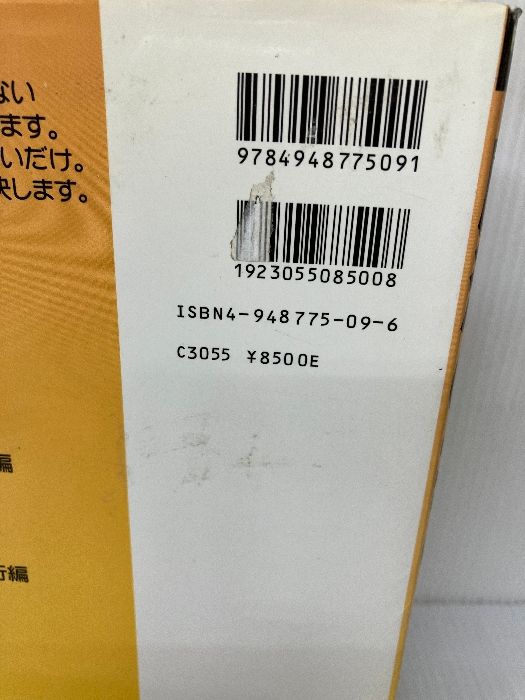 ない
ます。
いだけ。
決します。
9784948775091
1923055085008
ISBN4-948775-09-6
C3055 ¥8500E
編
行編